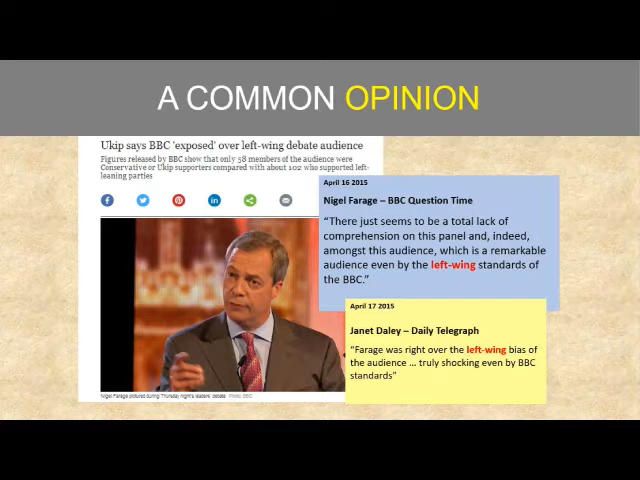 A COMMON OPINION
Ukip says BBC 'exposed' over left-wing debate audience
Figures released by BBC show that only 58 members of the audience were
Conservative or Ukip supporters compared with about 102 who supported left-
leaning parties
April 16 2015
Nigel Farage – BBC Question Time
“There just seems to be a total lack of
comprehension on this panel and, indeed,
amongst this audience, which is a remarkable
audience even by the left-wing standards of
the BBC.”
April 17 2015
Janet Daley – Daily Telegraph
“Farage was right over the left-wing bias of
the audience … truly shocking even by BBC
standards”
Nigel Farage pictured during Thursday night's leaders' debate Photo: BBC